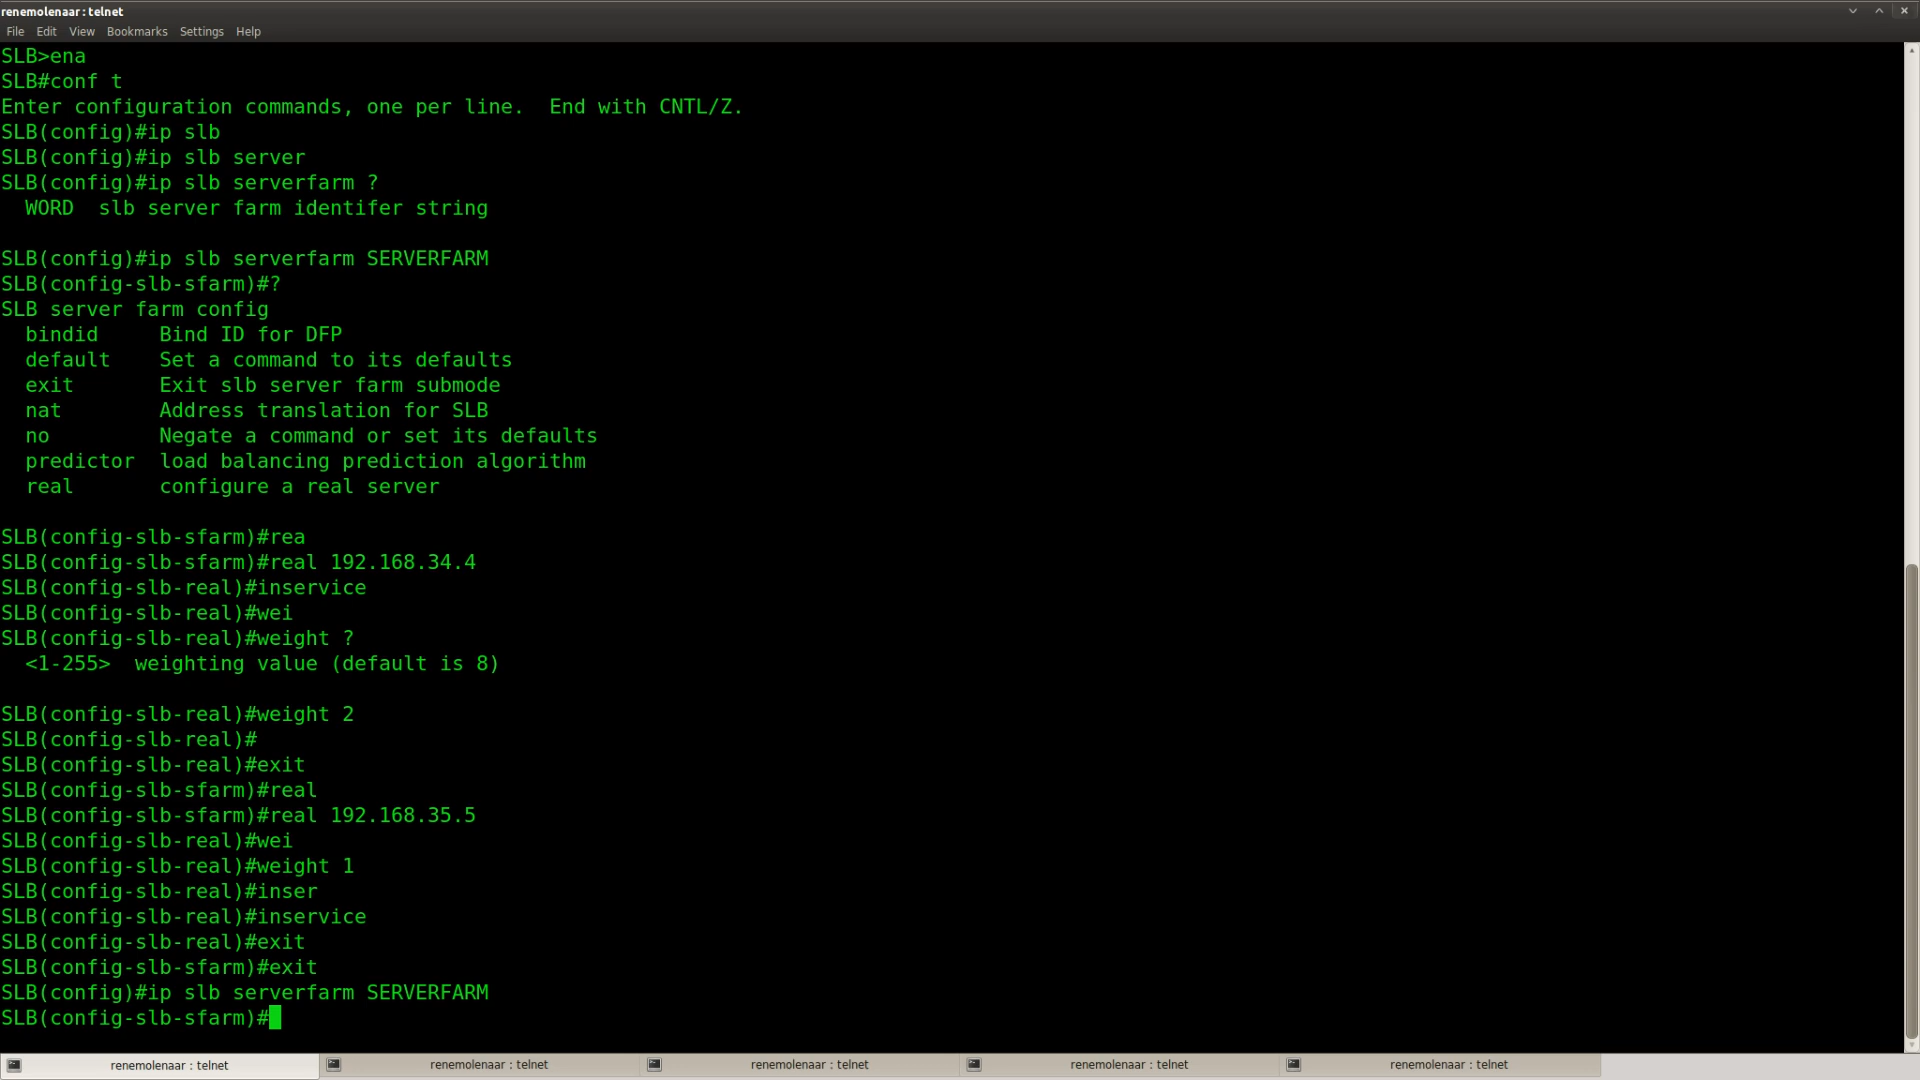 renemolenaar : telnet
File Edit View Bookmarks Settings Help
SLB>ena
SLB#conf t
Enter configuration commands, one per line.  End with CNTL/Z.
SLB(config)#ip slb
SLB(config)#ip slb server
SLB(config)#ip slb serverfarm ?
  WORD  slb server farm identifer string
SLB(config)#ip slb serverfarm SERVERFARM
SLB(config-slb-sfarm)#?
SLB server farm config
  bindid     Bind ID for DFP
  default    Set a command to its defaults
  exit       Exit slb server farm submode
  nat        Address translation for SLB
  no         Negate a command or set its defaults
  predictor  load balancing prediction algorithm
  real       configure a real server
SLB(config-slb-sfarm)#rea
SLB(config-slb-sfarm)#real 192.168.34.4
SLB(config-slb-real)#inservice
SLB(config-slb-real)#wei
SLB(config-slb-real)#weight ?
  <1-255>  weighting value (default is 8)
SLB(config-slb-real)#weight 2
SLB(config-slb-real)#
SLB(config-slb-real)#exit
SLB(config-slb-sfarm)#real
SLB(config-slb-sfarm)#real 192.168.35.5
SLB(config-slb-real)#wei
SLB(config-slb-real)#weight 1
SLB(config-slb-real)#inser
SLB(config-slb-real)#inservice
SLB(config-slb-real)#exit
SLB(config-slb-sfarm)#exit
SLB(config)#ip slb serverfarm SERVERFARM
SLB(config-slb-sfarm)#
renemolenaar : telnet renemolenaar : telnet renemolenaar : telnet renemolenaar : telnet renemolenaar : telnet